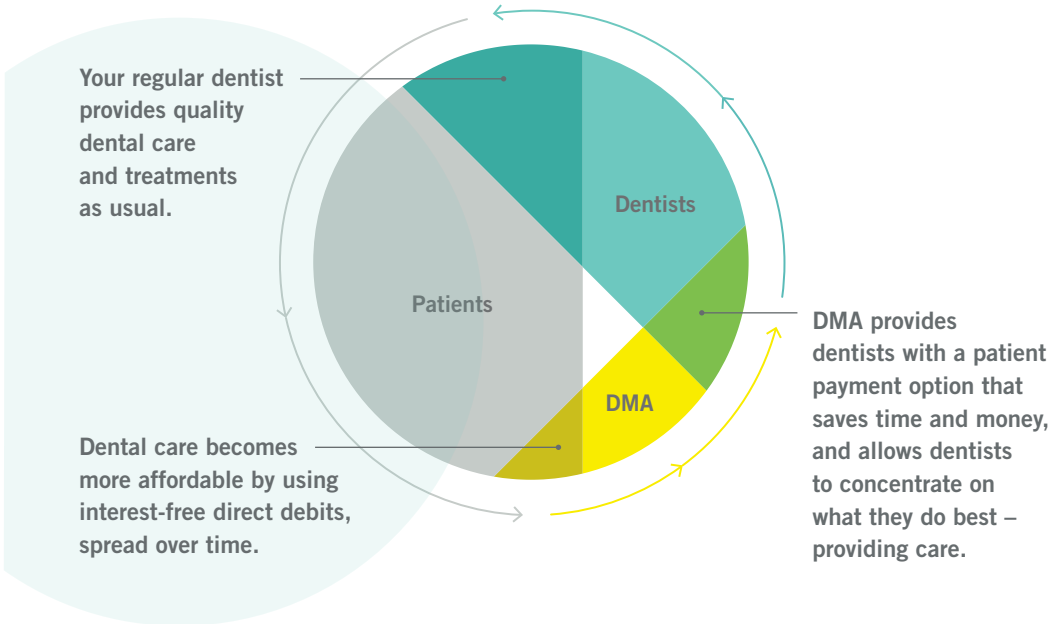 Your regular dentist
provides quality
dental care
and treatments
as usual.
Dentists
Patients
DMA
DMA provides
dentists with a patient
payment option that
saves time and money,
and allows dentists
to concentrate on
what they do best –
providing care.
Dental care becomes
more affordable by using
interest-free direct debits,
spread over time.